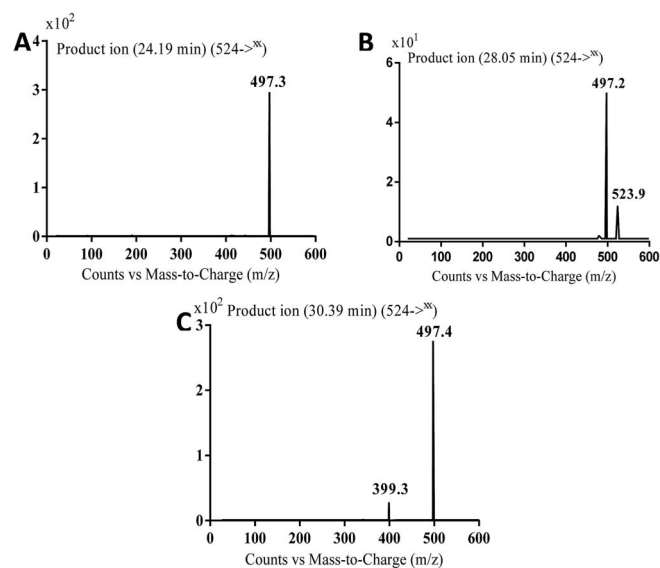 A
x10²
Product ion (24.19 min) (524->ˣˣ)
497.3
4
3
2
1
0
0 100 200 300 400 500 600
Counts vs Mass-to-Charge (m/z)
B
x10¹
Product ion (28.05 min) (524->ˣˣ)
497.2
523.9
6
4
2
0
0 100 200 300 400 500 600
Counts vs Mass-to-Charge (m/z)
C
x10² Product ion (30.39 min) (524->ˣˣ)
497.4
399.3
3
2
1
0
0 100 200 300 400 500 600
Counts vs Mass-to-Charge (m/z)